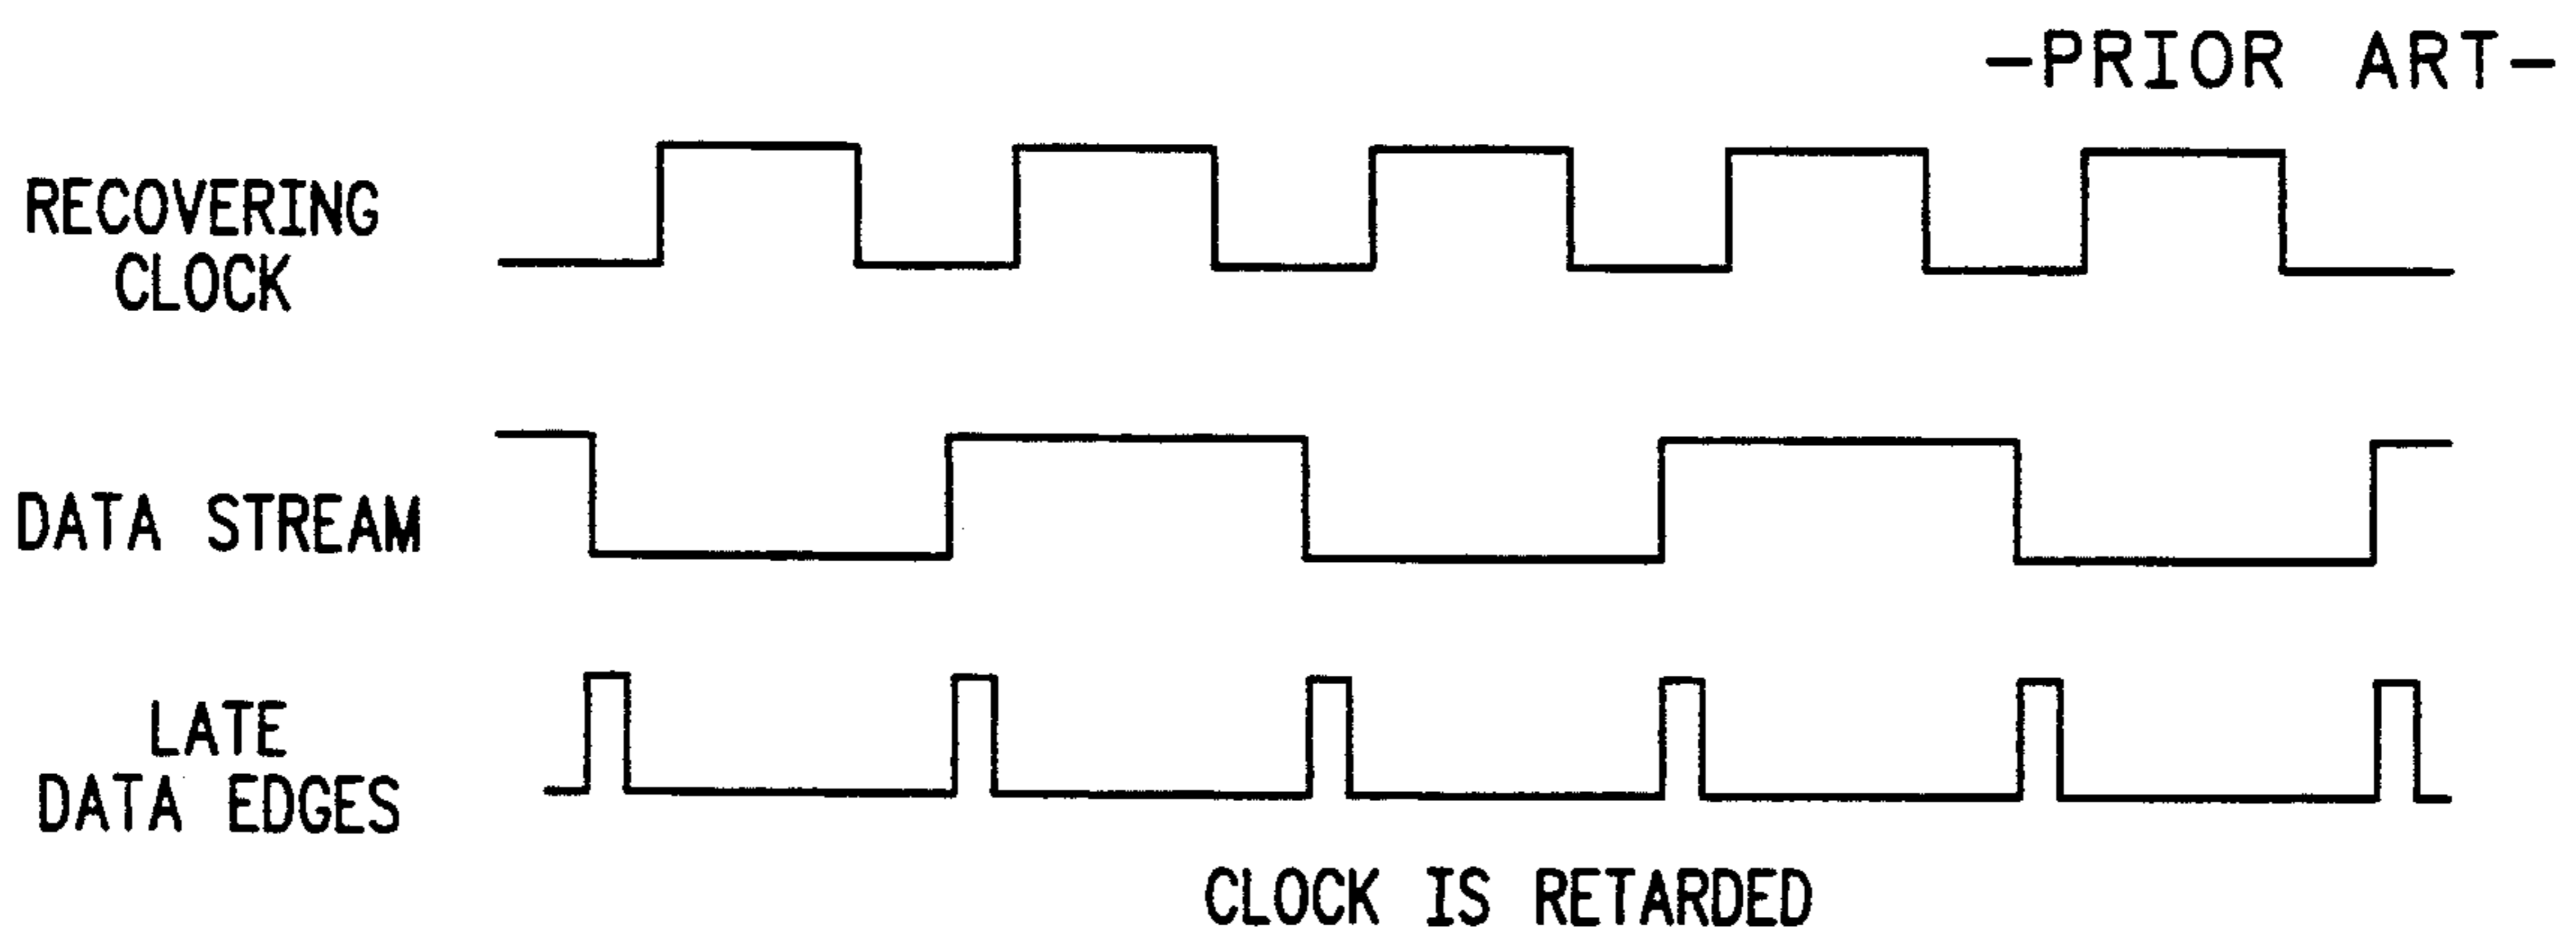 -PRIOR ART-
RECOVERING
CLOCK
DATA STREAM
LATE
DATA EDGES
CLOCK IS RETARDED